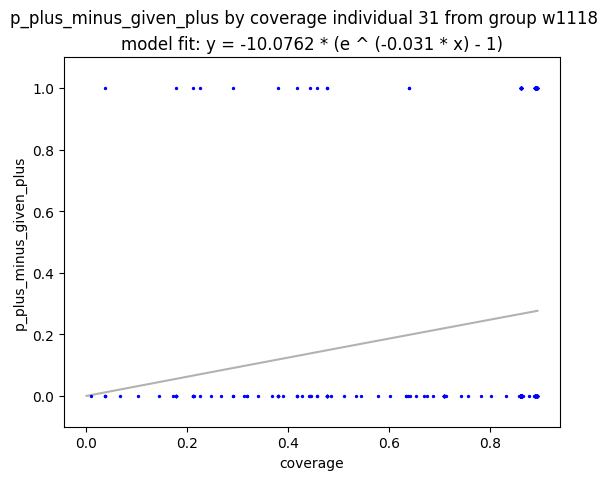 p_plus_minus_given_plus by coverage individual 31 from group w1118
model fit: y = -10.0762 * (e ^ (-0.031 * x) - 1)
p_plus_minus_given_plus
1.0
0.8
0.6
0.4
0.2
0.0
0.0 0.2 0.4 0.6 0.8
coverage